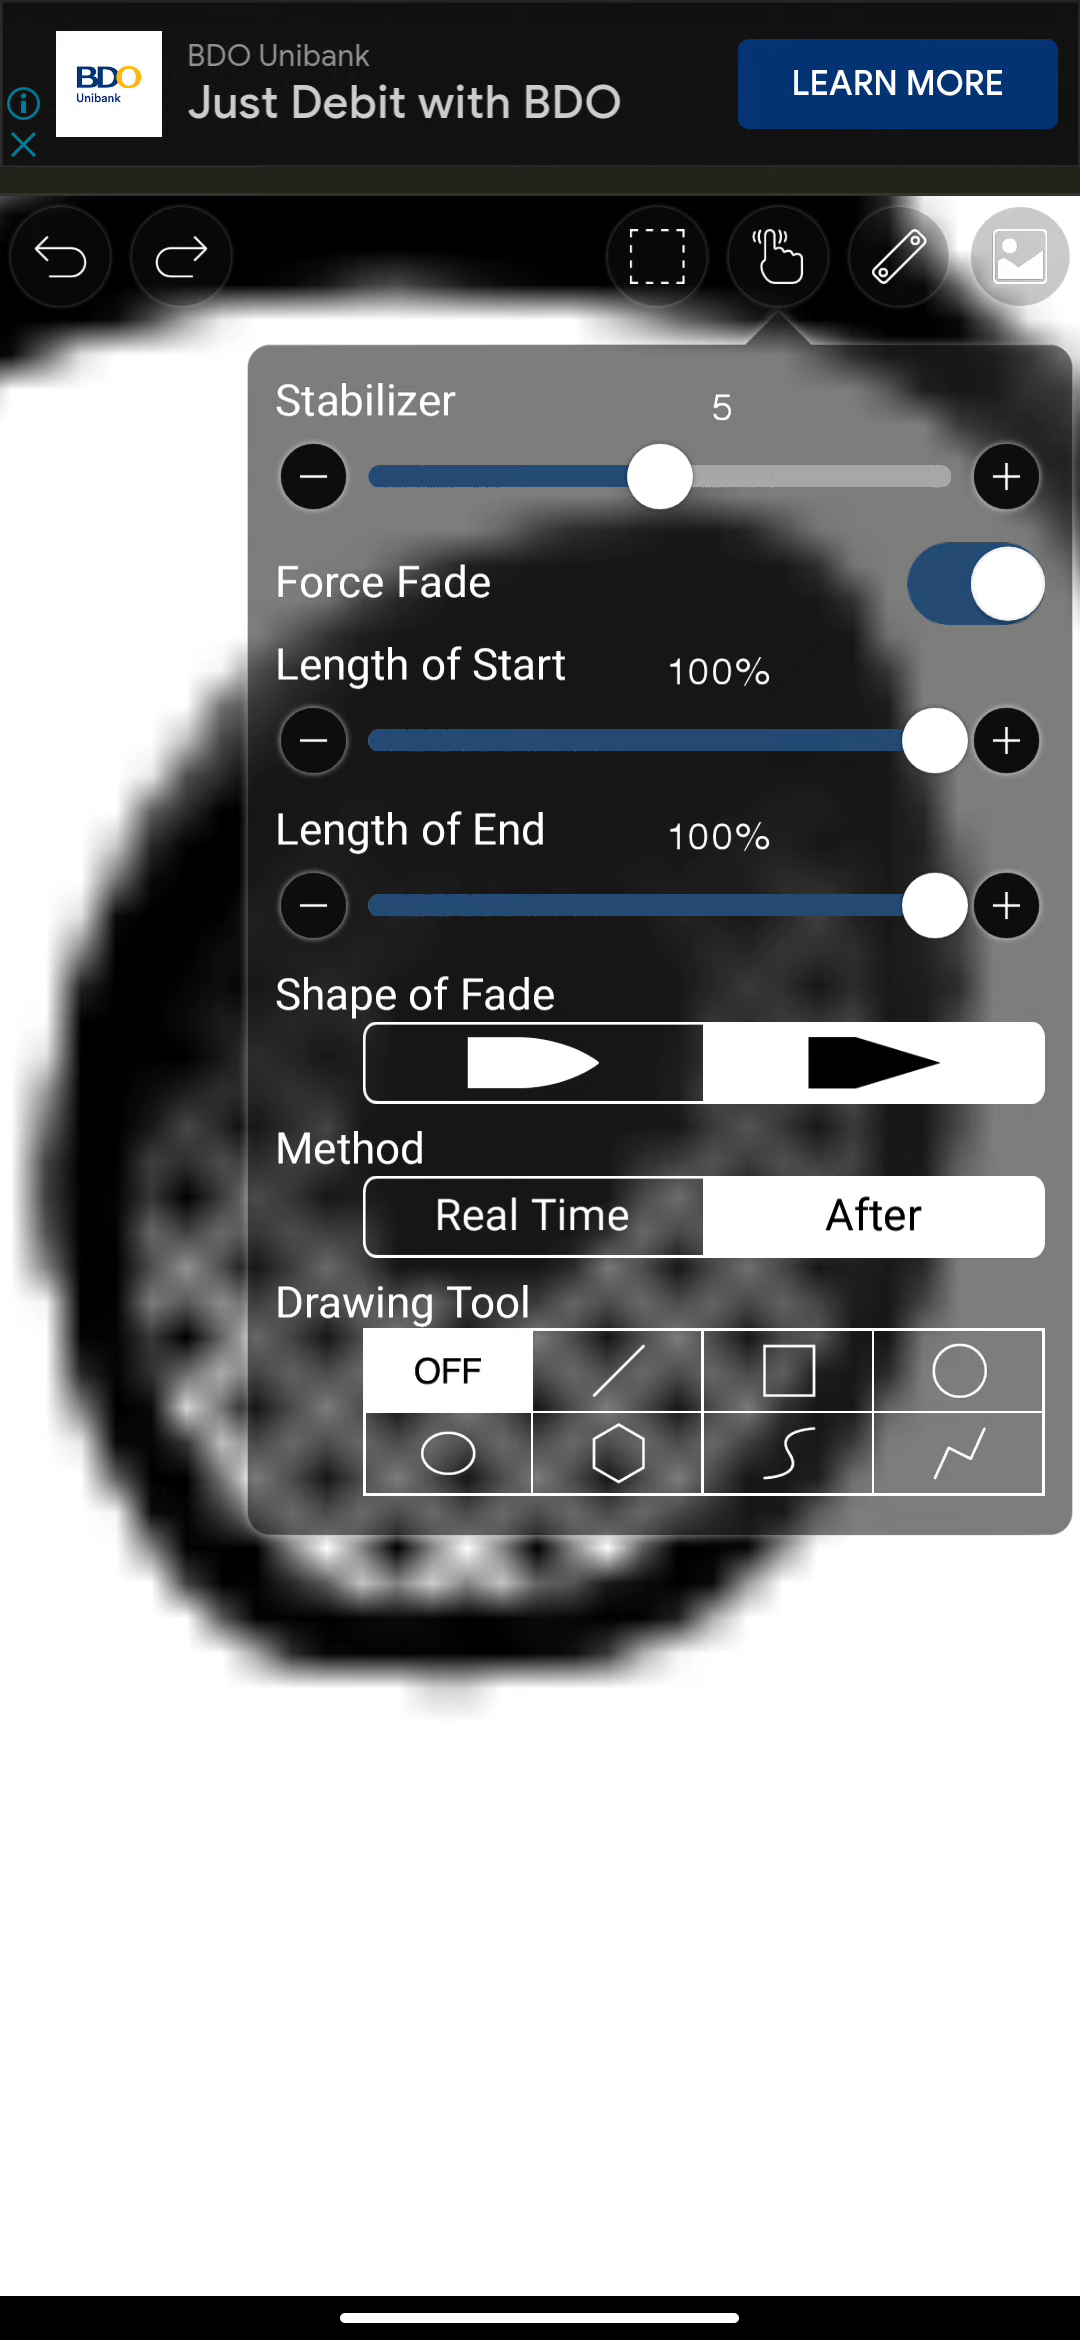 BDO Unibank
BDO
Unibank
Just Debit with BDO
LEARN MORE
Stabilizer
5
Force Fade
Length of Start
100%
Length of End
100%
Shape of Fade
Method
Real Time
After
Drawing Tool
OFF